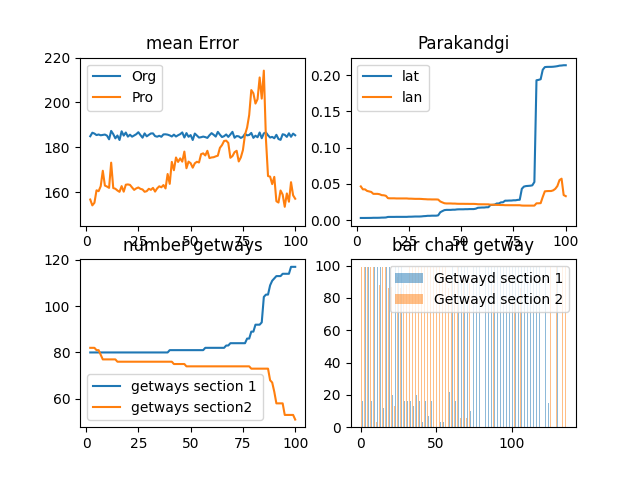 mean Error
220
200
180
160
0 25 50 75 100
Org
Pro
Parakandgi
0.20
0.15
0.10
0.05
0.00
0 25 50 75 100
lat
lan
number getways
120
100
80
60
0 25 50 75 100
getways section 1
getways section2
bar chart getway
100
80
60
40
20
0
0 50 100
Getwayd section 1
Getwayd section 2